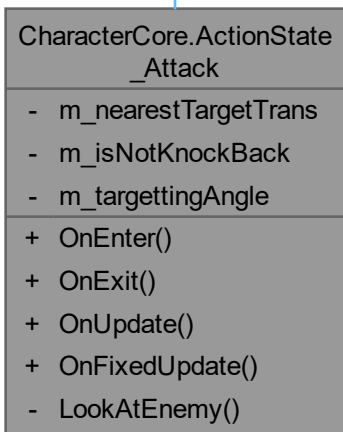 CharacterCore.ActionState
_Attack
- m_nearestTargetTrans
- m_isNotKnockBack
- m_targettingAngle
+ OnEnter()
+ OnExit()
+ OnUpdate()
+ OnFixedUpdate()
- LookAtEnemy()